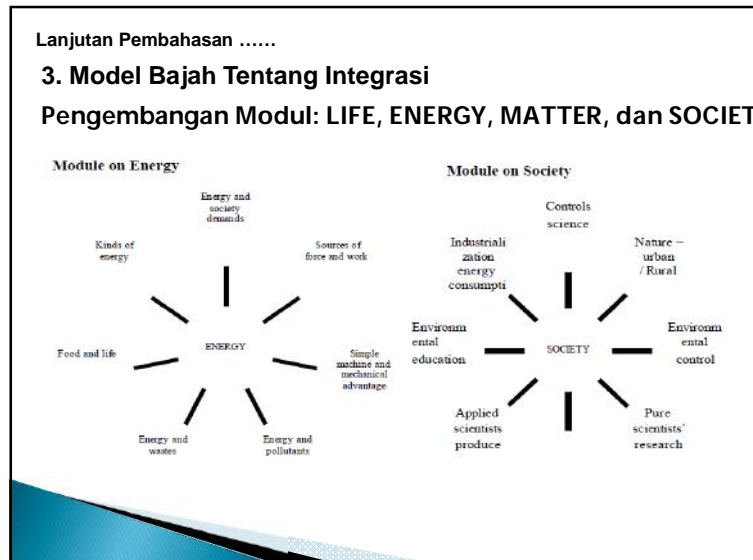 Lanjutan Pembahasan ……
3. Model Bajah Tentang Integrasi
Pengembangan Modul: LIFE, ENERGY, MATTER, dan SOCIET
Module on Energy
Energy and
society
demands
Kinds of
energy
Sources of
force and work
Food and life
ENERGY
Simple
machine and
mechanical
advantage
Energy and
wastes
Energy and
pollutants
Module on Society
Controls
science
Industriali
zation
energy
consumpti
Nature –
urban
/ Rural
Environm
ental
education
SOCIETY
Environm
ental
control
Applied
scientists
produce
Pure
scientists'
research